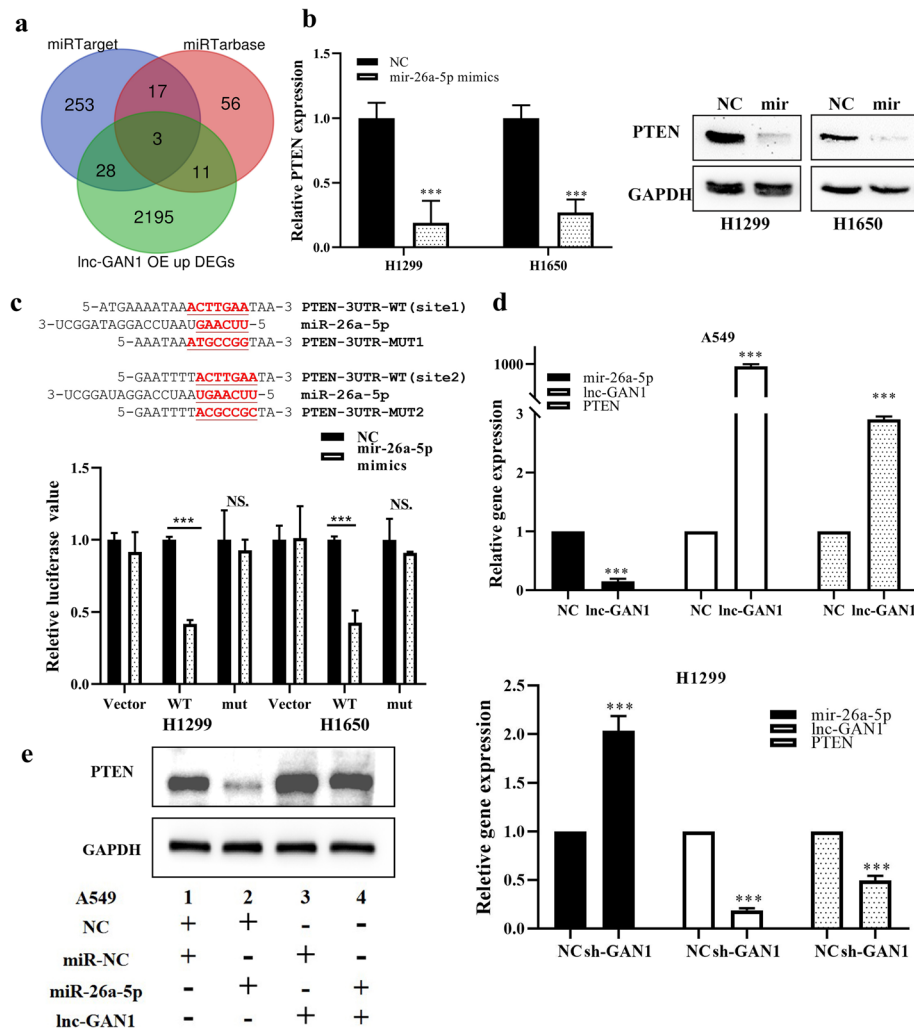 a
miRTarget
miRTarbase
253
17
56
3
28
11
2195
lnc-GAN1 OE up DEGs
b
NC
mir-26a-5p mimics
Relative PTEN expression
1.5
1.0
0.5
0.0
***
***
H1299
H1650
NC mir
NC mir
PTEN
GAPDH
H1299
H1650
c
5-ATGAAAATAAACTTGAATAA-3 PTEN-3UTR-WT(site1)
3-UCGGATAGGACCUAAUGAACUU-5 miR-26a-5p
5-AAATAAATGCCGGTAA-3 PTEN-3UTR-MUT1
5-GAATTTTACTTGAATA-3 PTEN-3UTR-WT(site2)
3-UCGGAUAGGACCUAAUGAACUU-5 miR-26a-5p
5-GAATTTTACGCCGCTA-3 PTEN-3UTR-MUT2
NC
mir-26a-5p
mimics
Reletive luciferase value
1.5
1.0
0.5
0.0
***
NS.
***
NS.
Vector WT mut Vector WT mut
H1299 H1650
d
A549
mir-26a-5p
lnc-GAN1
PTEN
Reletive gene expression
1000
3
2
1
0
***
***
***
NC lnc-GAN1 NC lnc-GAN1 NC lnc-GAN1
H1299
mir-26a-5p
lnc-GAN1
PTEN
Reletive gene expression
2.5
2.0
1.5
1.0
0.5
0.0
***
***
***
NC sh-GAN1 NC sh-GAN1 NC sh-GAN1
e
PTEN
GAPDH
A549 1 2 3 4
NC + + - -
miR-NC + - + -
miR-26a-5p - + - +
lnc-GAN1 - - + +